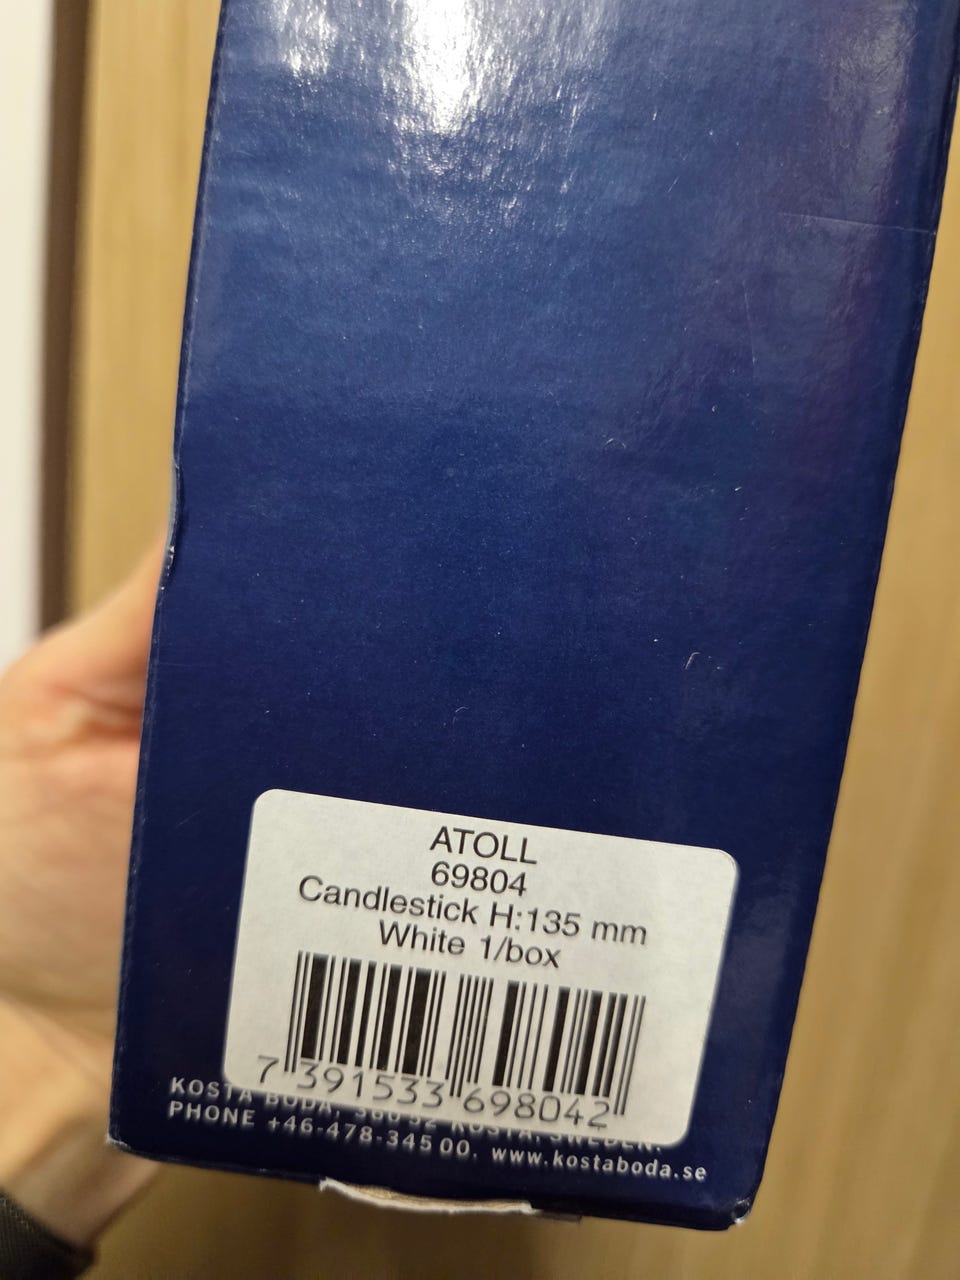 ATOLL
69804
Candlestick H:135 mm
White 1/box
7 391533 698042
KOSTA BODA, 360 52 KOSTA, SWEDEN.
PHONE +46-478-345 00. www.kostaboda.se